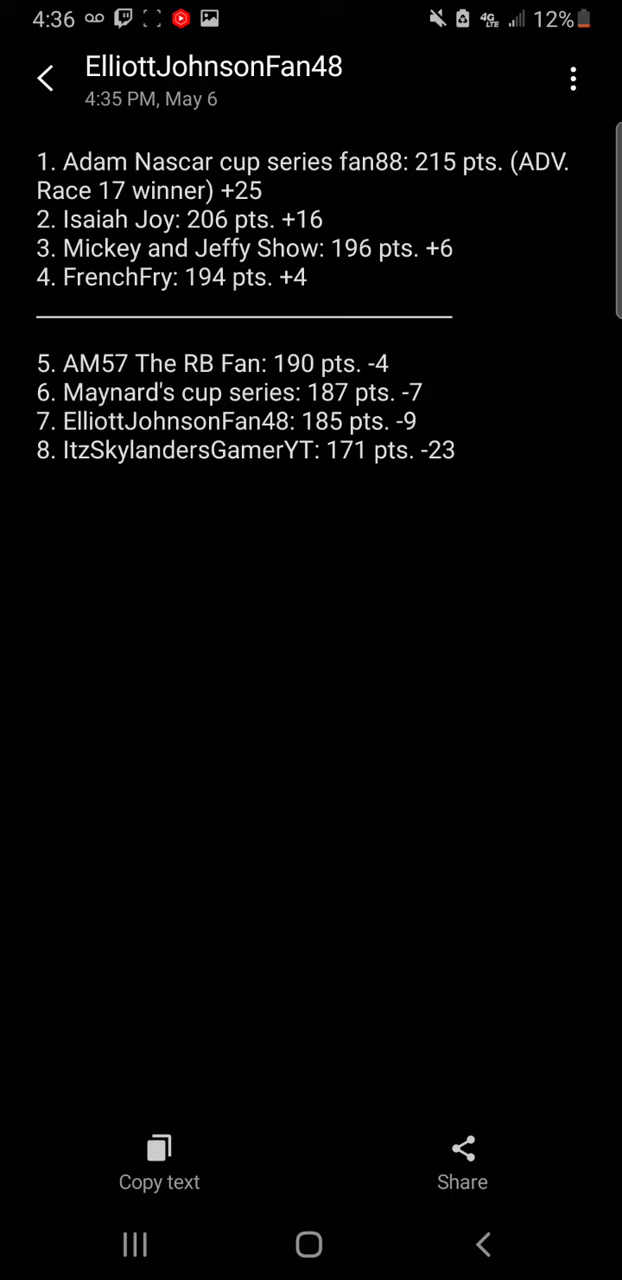 4:36
4G LTE 12%
ElliottJohnsonFan48
4:35 PM, May 6
1. Adam Nascar cup series fan88: 215 pts. (ADV.
Race 17 winner) +25
2. Isaiah Joy: 206 pts. +16
3. Mickey and Jeffy Show: 196 pts. +6
4. FrenchFry: 194 pts. +4
5. AM57 The RB Fan: 190 pts. -4
6. Maynard's cup series: 187 pts. -7
7. ElliottJohnsonFan48: 185 pts. -9
8. ItzSkylandersGamerYT: 171 pts. -23
Copy text
Share